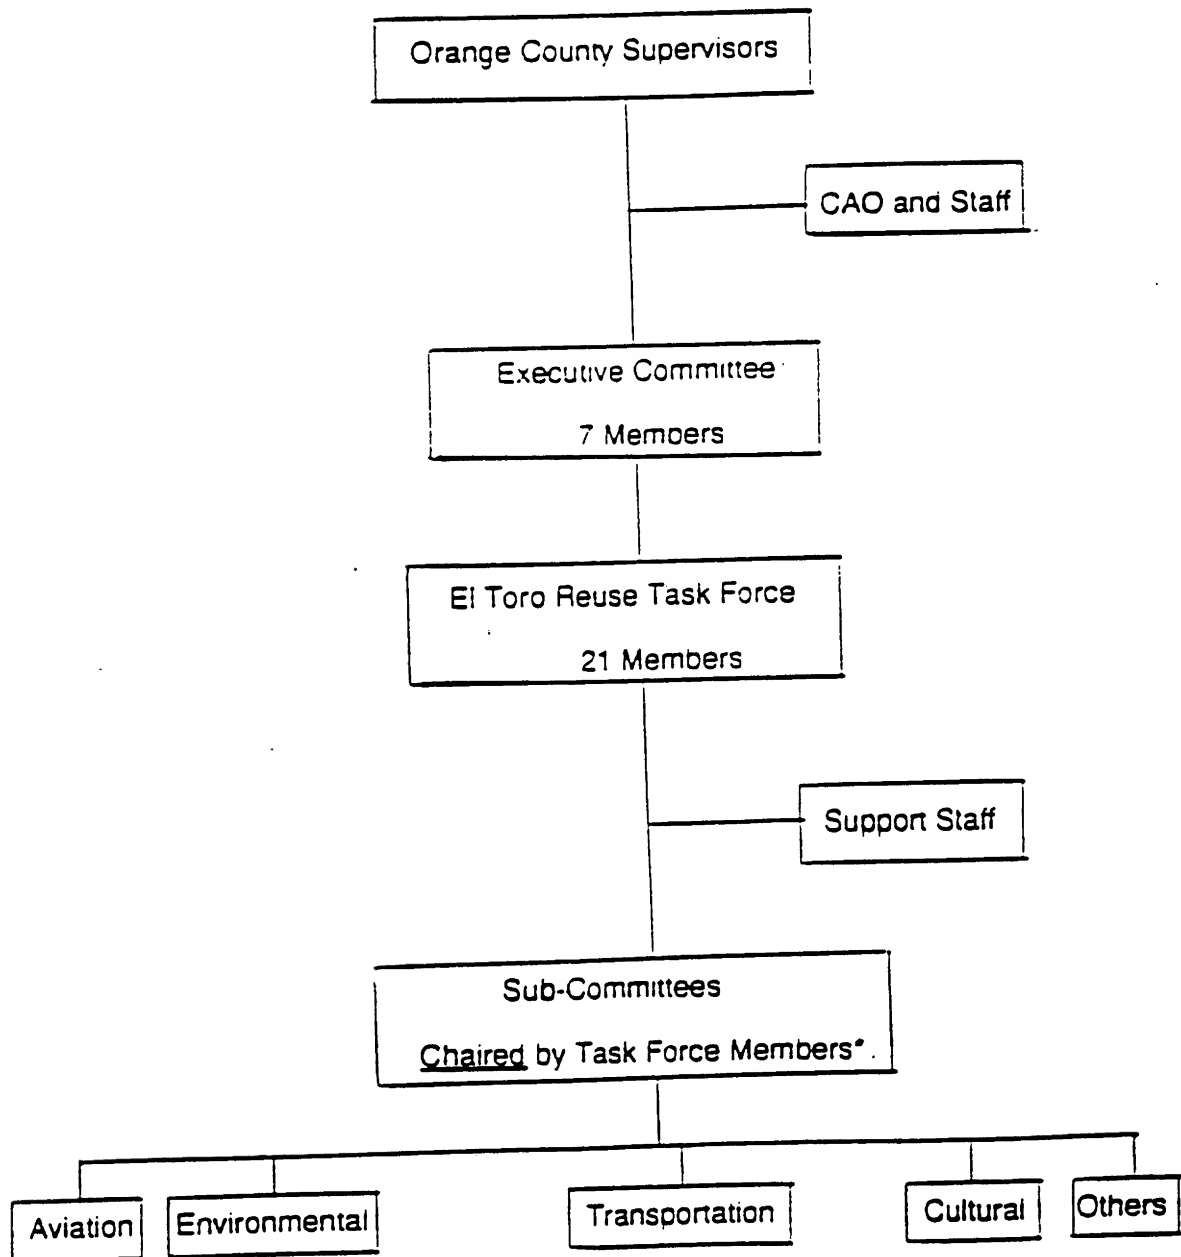 Orange County Supervisors
CAO and Staff
Executive Committee
7 Members
El Toro Reuse Task Force
21 Members
Support Staff
Sub-Committees
Chaired by Task Force Members*
Aviation
Environmental
Transportation
Cultural
Others